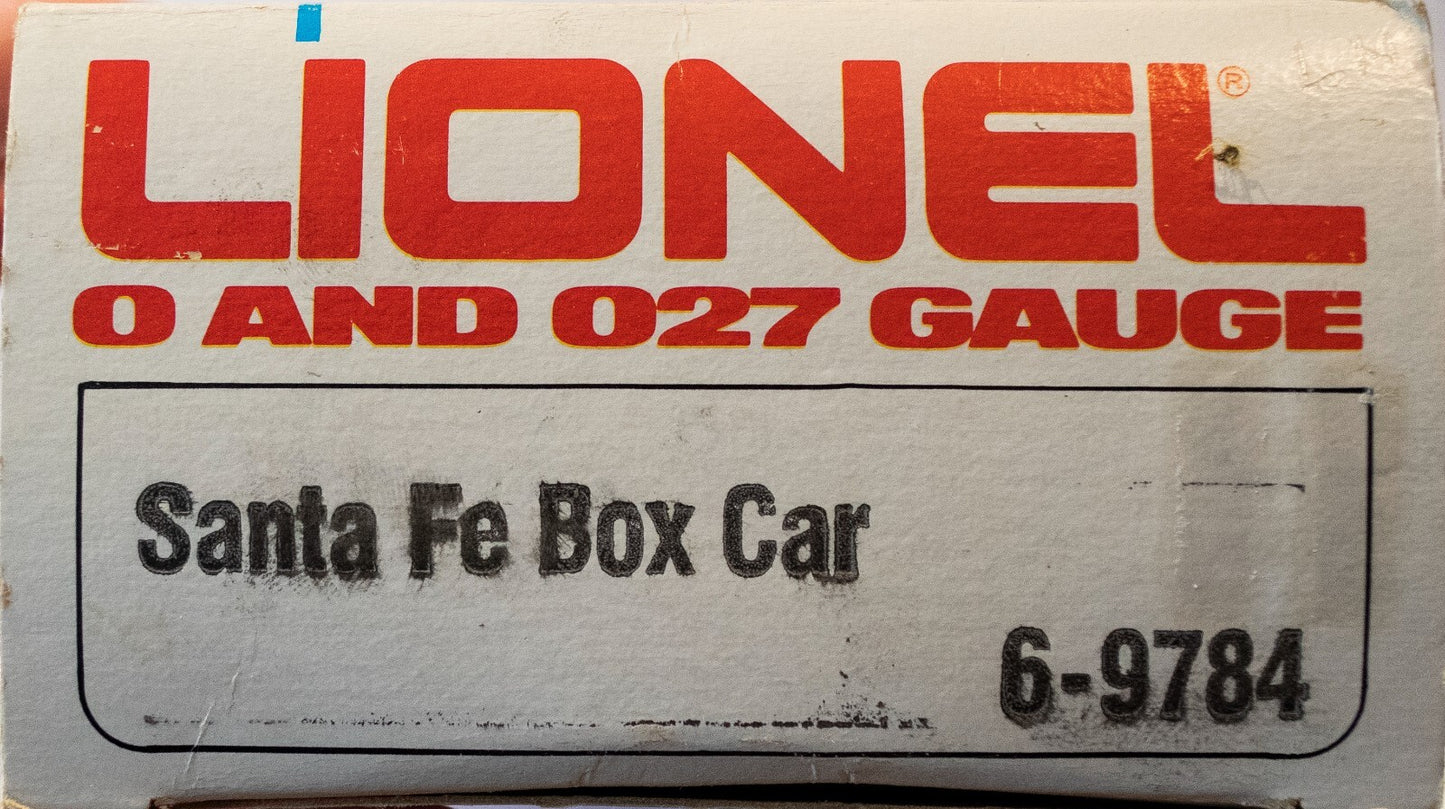 LIONEL®
O AND O27 GAUGE
Santa Fe Box Car
6-9784